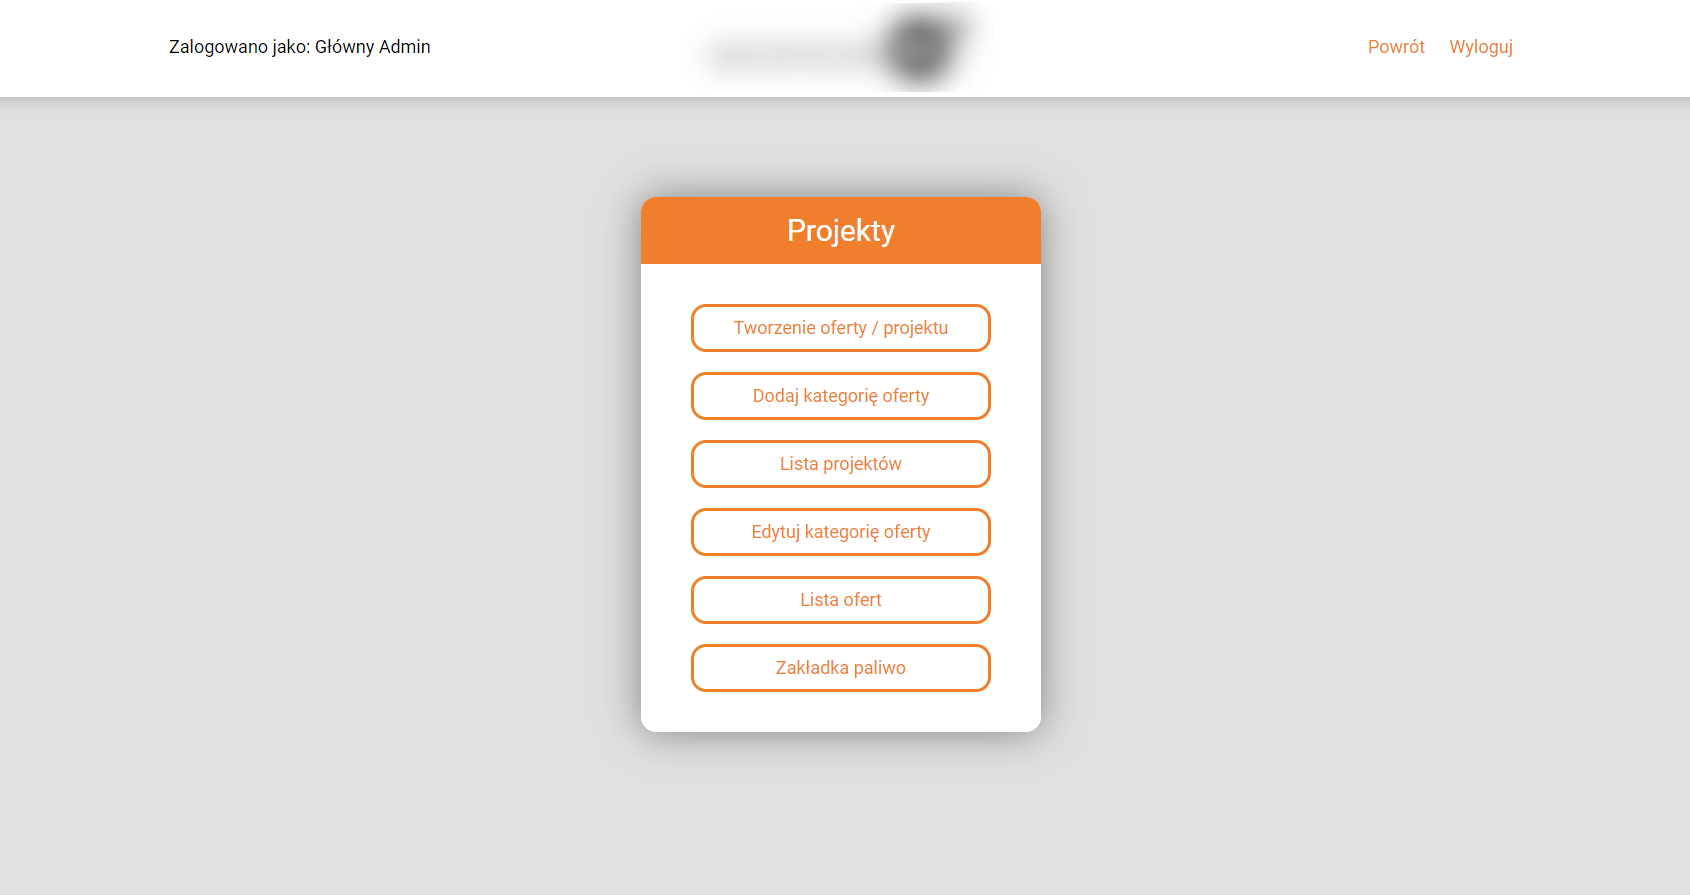 Zalogowano jako: Główny Admin
Powrót
Wyloguj
Projekty
Tworzenie oferty / projektu
Dodaj kategorię oferty
Lista projektów
Edytuj kategorię oferty
Lista ofert
Zakładka paliwo